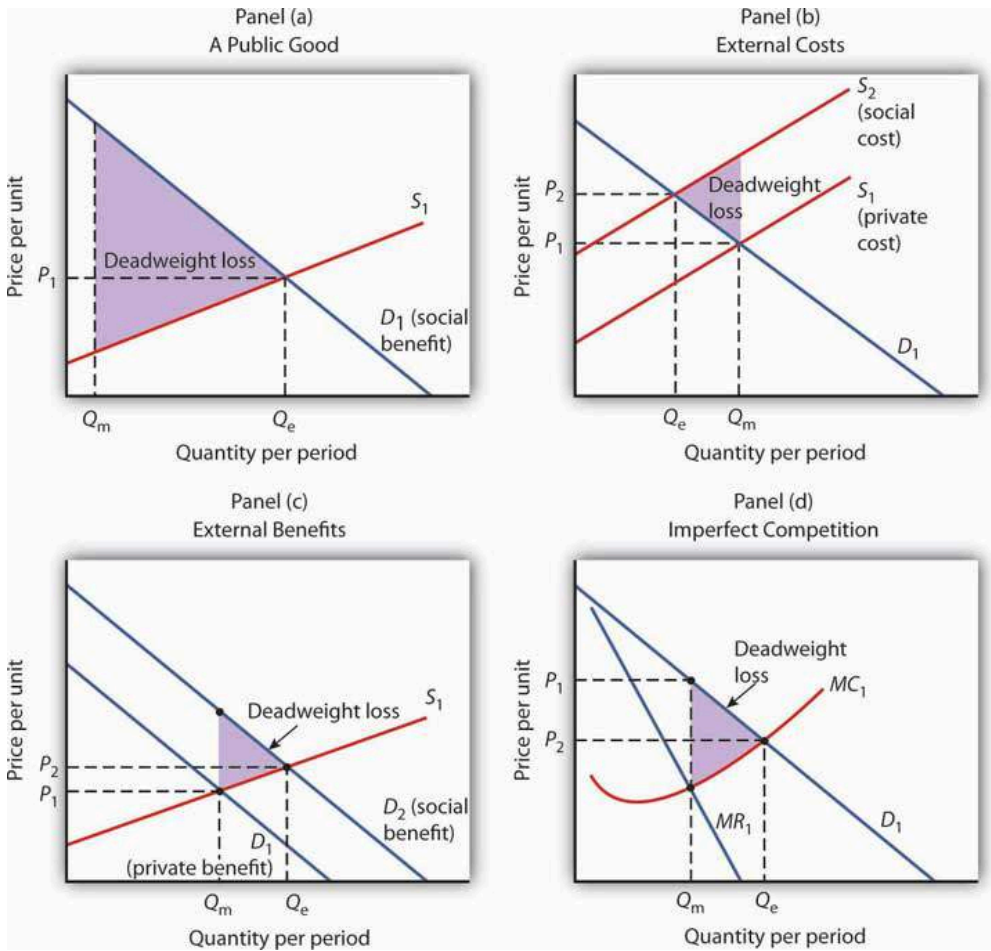 Panel (a)
A Public Good
Price per unit
S1
P1
Deadweight loss
D1 (social
benefit)
Qm
Qe
Quantity per period
Panel (b)
External Costs
Price per unit
S2
(social
cost)
P2
Deadweight
loss
S1
(private
cost)
P1
D1
Qe
Qm
Quantity per period
Panel (c)
External Benefits
Price per unit
Deadweight loss
S1
P2
P1
D2 (social
benefit)
D1
(private benefit)
Qm
Qe
Quantity per period
Panel (d)
Imperfect Competition
Price per unit
Deadweight
loss
P1
MC1
P2
MR1
D1
Qm
Qe
Quantity per period